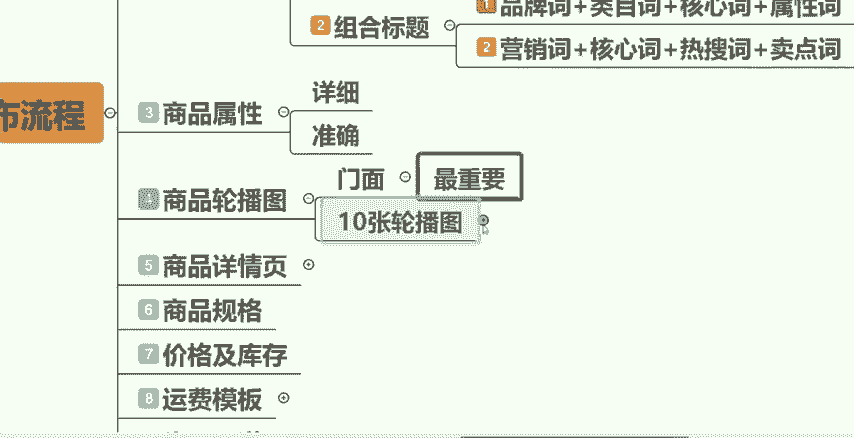 1 品牌词+类目词+核心词+属性词
2 组合标题
2 营销词+核心词+热搜词+卖点词
布流程
3 商品属性
详细
准确
商品轮播图
门面
最重要
10张轮播图
5 商品详情页
6 商品规格
7 价格及库存
8 运费模板